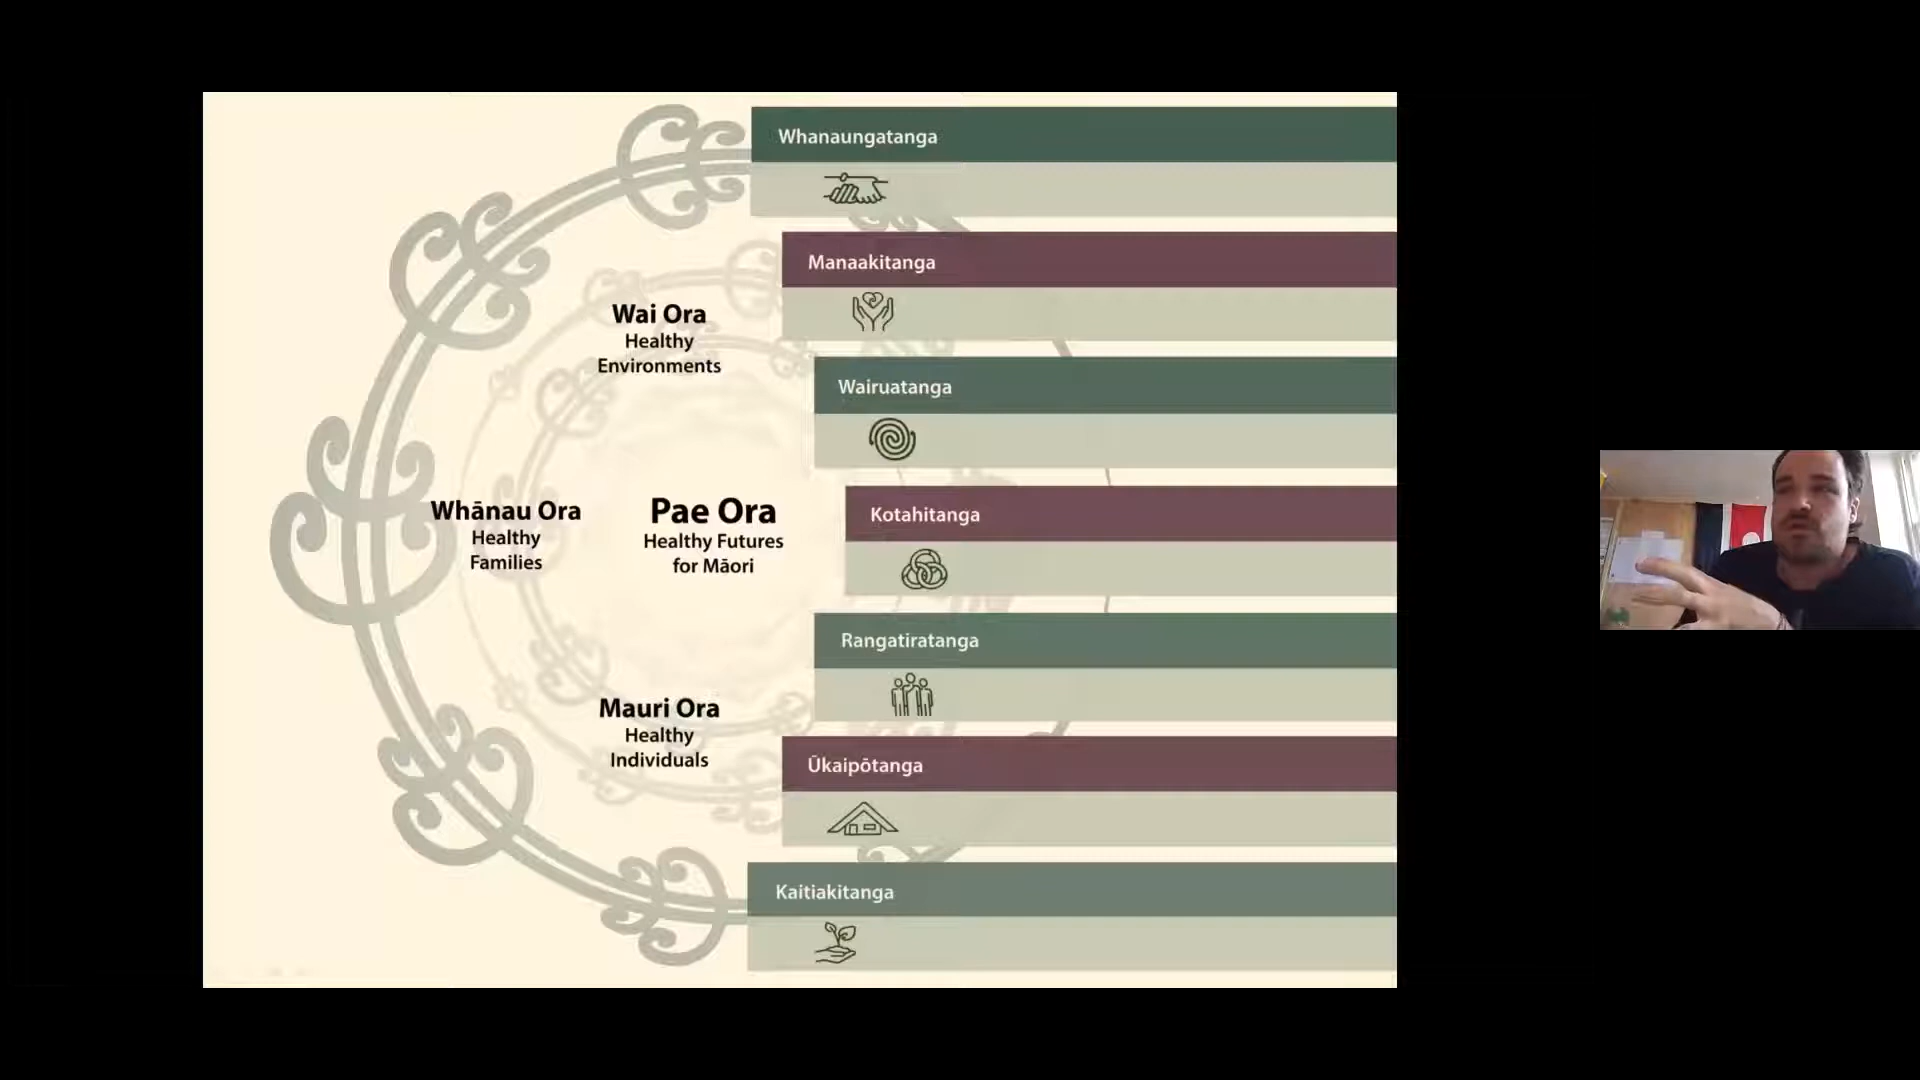 Whanaungatanga
Manaakitanga
Wai Ora
Healthy
Environments
Wairuatanga
Whānau Ora
Healthy
Families
Pae Ora
Healthy Futures
for Māori
Kotahitanga
Rangatiratanga
Mauri Ora
Healthy
Individuals
Ūkaipōtanga
Kaitiakitanga